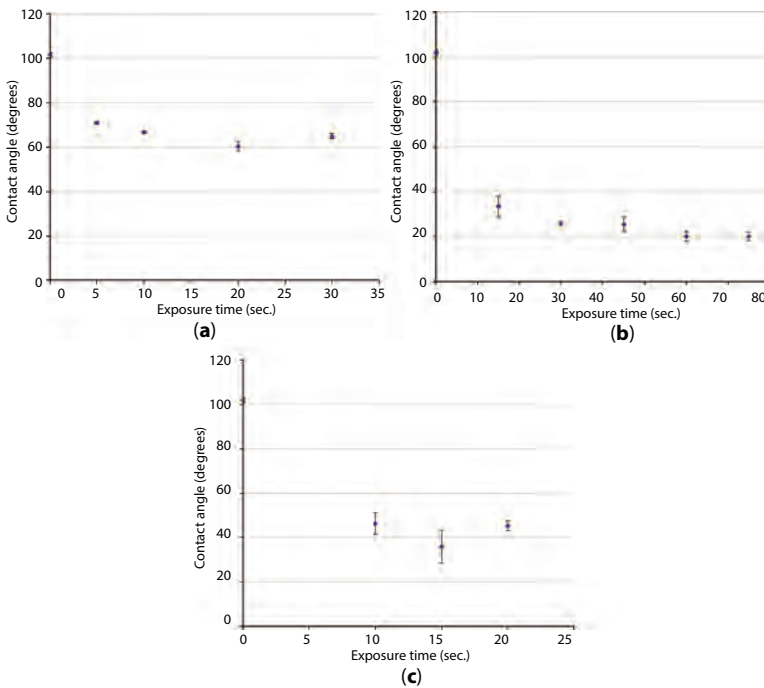 120
100
80
60
40
20
0
Contact angle (degrees)
0 5 10 15 20 25 30 35
Exposure time (sec.)
(a)
120
100
80
60
40
20
0
Contact angle (degrees)
0 10 20 30 40 50 60 70 80
Exposure time (sec.)
(b)
120
100
80
60
40
20
0
Contact angle (degrees)
0 5 10 15 20 25
Exposure time (sec.)
(c)